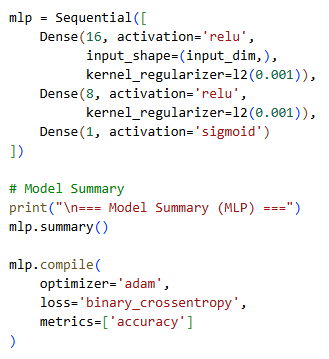 mlp = Sequential([
    Dense(16, activation='relu',
          input_shape=(input_dim,),
          kernel_regularizer=l2(0.001)),
    Dense(8, activation='relu',
          kernel_regularizer=l2(0.001)),
    Dense(1, activation='sigmoid')
])

# Model Summary
print("\n=== Model Summary (MLP) ===")
mlp.summary()

mlp.compile(
    optimizer='adam',
    loss='binary_crossentropy',
    metrics=['accuracy']
)